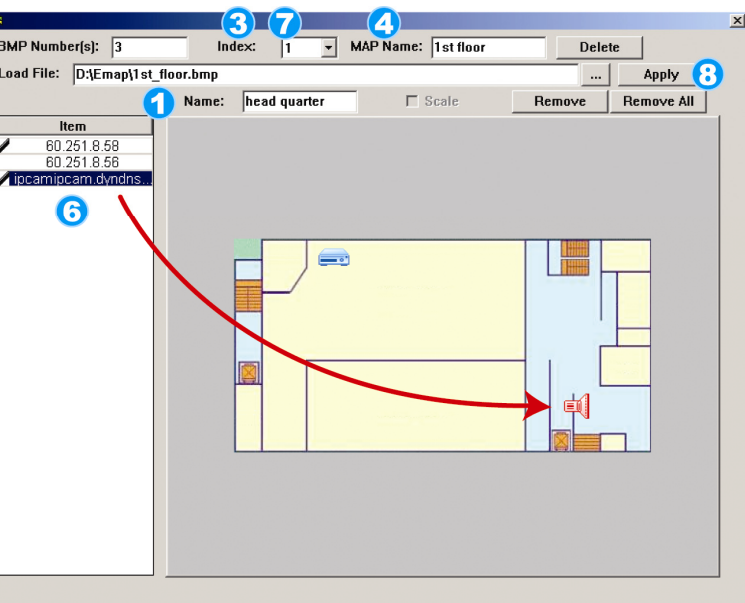 3 7 4
BMP Number(s): 3 Index: 1 MAP Name: 1st floor Delete
Load File: D:\Emap\1st_floor.bmp ... Apply 8
1 Name: head quarter Scale Remove Remove All
Item
60.251.8.58
60.251.8.56
ipcamipcam.dyndns...
6